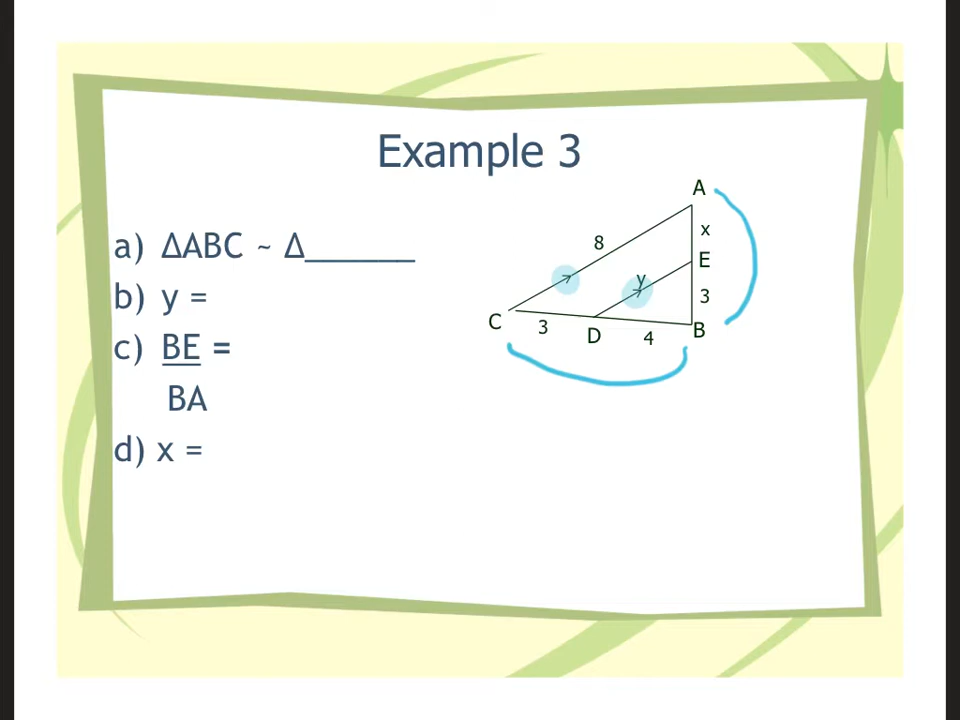 Example 3
a) ΔABC ~ Δ______
b) y =
c) BE =
BA
d) x =
A
x
8
E
y
3
C
3
D
4
B